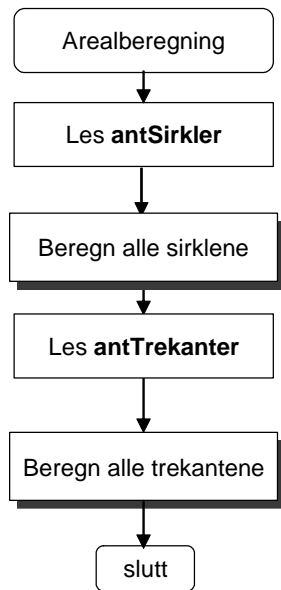 Arealberegning
Les antSirkler
Beregn alle sirklene
Les antTrekanter
Beregn alle trekantene
slutt